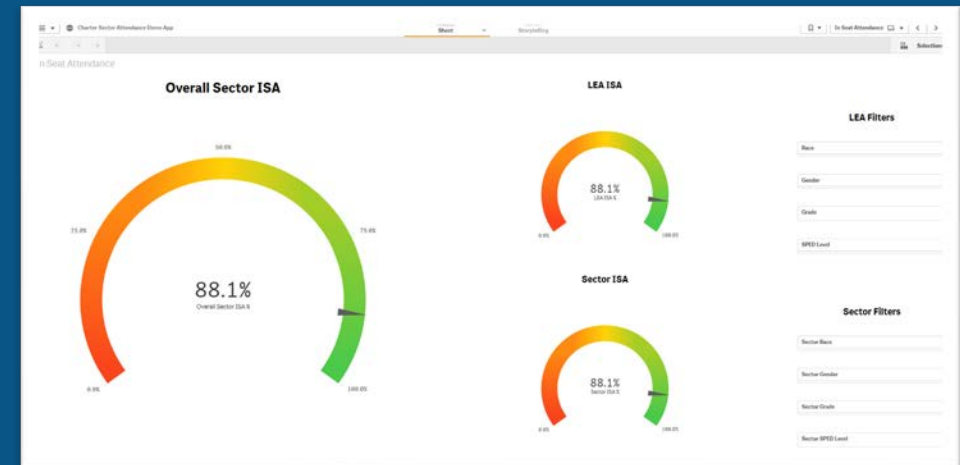 Charter Sector Attendance Demo App
Sheet
Storytelling
In Seat Attendance
Selections
n Seat Attendance
Overall Sector ISA
50.0%
25.0%
75.0%
88.1%
Overall Sector ISA %
0.0%
100.0%
LEA ISA
88.1%
LEA ISA %
0.0%
100.0%
Sector ISA
88.1%
Sector ISA %
0.0%
100.0%
LEA Filters
Race
Gender
Grade
SPED Level
Sector Filters
Sector Race
Sector Gender
Sector Grade
Sector SPED Level